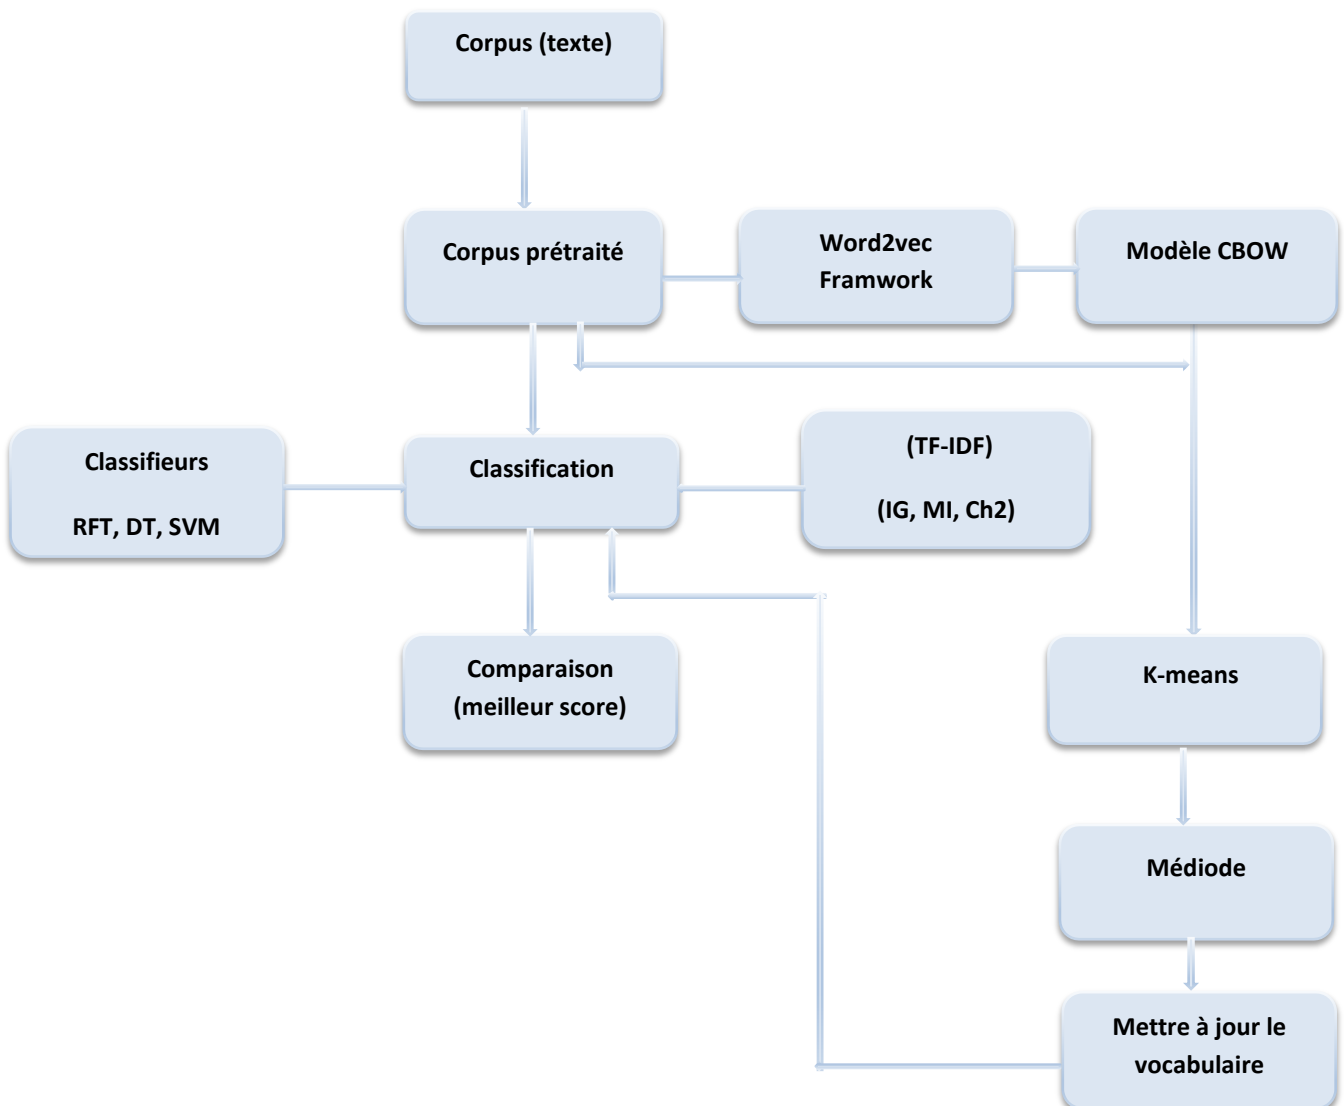 Corpus (texte)
Corpus prétraité
Word2vec
Framwork
Modèle CBOW
Classifieurs
RFT, DT, SVM
Classification
(TF-IDF)
(IG, MI, Ch2)
Comparaison
(meilleur score)
K-means
Médiode
Mettre à jour le
vocabulaire